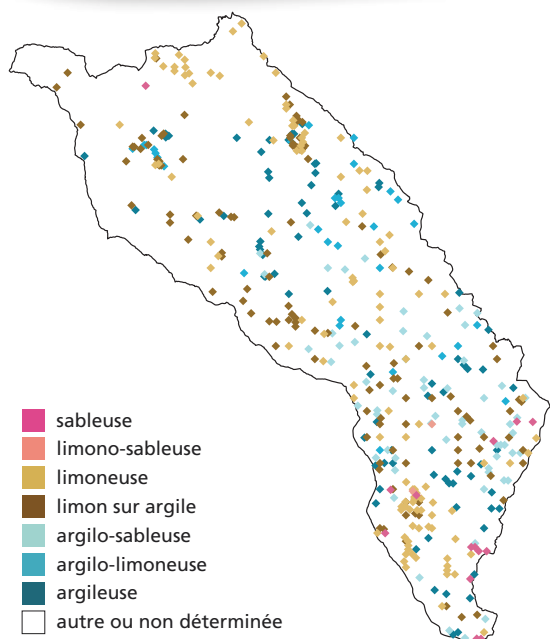 sableuse
limono-sableuse
limoneuse
limon sur argile
argilo-sableuse
argilo-limoneuse
argileuse
autre ou non déterminée